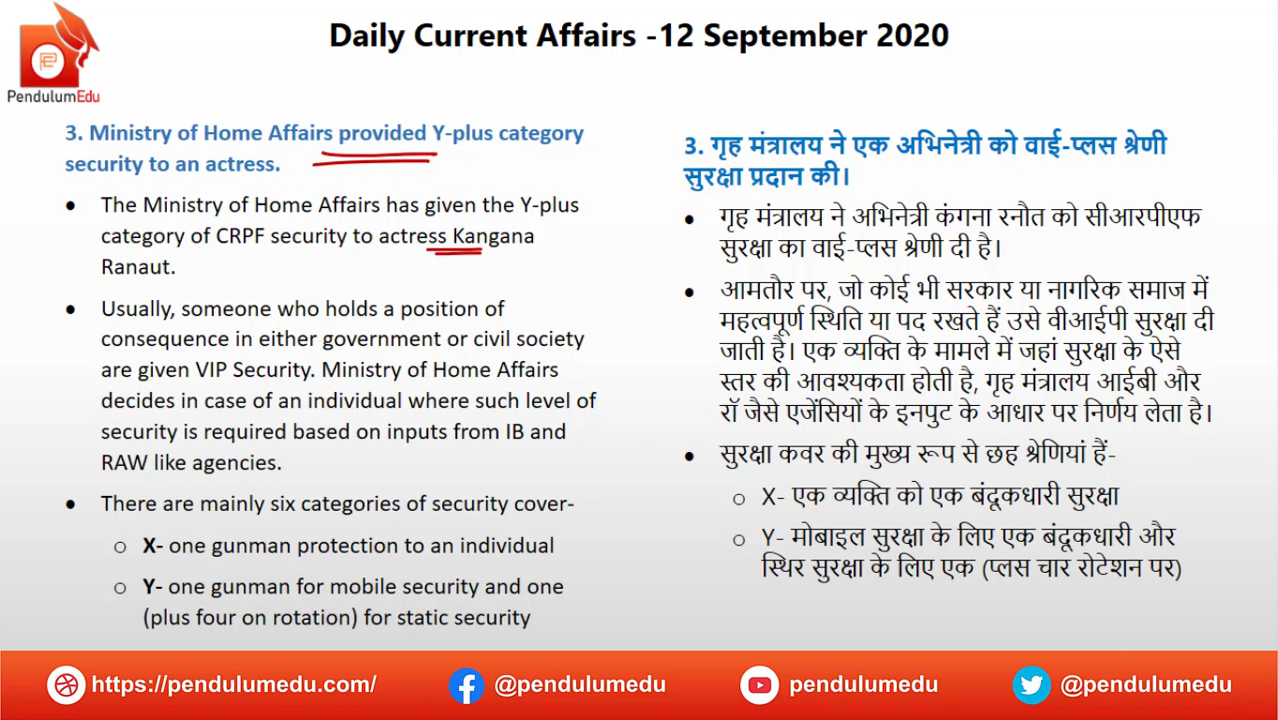 Daily Current Affairs -12 September 2020
PendulumEdu
3. Ministry of Home Affairs provided Y-plus category
security to an actress.
• The Ministry of Home Affairs has given the Y-plus
category of CRPF security to actress Kangana
Ranaut.
• Usually, someone who holds a position of
consequence in either government or civil society
are given VIP Security. Ministry of Home Affairs
decides in case of an individual where such level of
security is required based on inputs from IB and
RAW like agencies.
• There are mainly six categories of security cover-
o X- one gunman protection to an individual
o Y- one gunman for mobile security and one
(plus four on rotation) for static security
3. गृह मंत्रालय ने एक अभिनेत्री को वाई-प्लस श्रेणी
सुरक्षा प्रदान की।
• गृह मंत्रालय ने अभिनेत्री कंगना रनौत को सीआरपीएफ
सुरक्षा का वाई-प्लस श्रेणी दी है।
• आमतौर पर, जो कोई भी सरकार या नागरिक समाज में
महत्वपूर्ण स्थिति या पद रखते हैं उसे वीआईपी सुरक्षा दी
जाती है। एक व्यक्ति के मामले में जहां सुरक्षा के ऐसे
स्तर की आवश्यकता होती है, गृह मंत्रालय आईबी और
रॉ जैसे एजेंसियों के इनपुट के आधार पर निर्णय लेता है।
• सुरक्षा कवर की मुख्य रूप से छह श्रेणियां हैं-
o X- एक व्यक्ति को एक बंदूकधारी सुरक्षा
o Y- मोबाइल सुरक्षा के लिए एक बंदूकधारी और
स्थिर सुरक्षा के लिए एक (प्लस चार रोटेशन पर)
https://pendulumedu.com/
@pendulumedu
pendulumedu
@pendulumedu